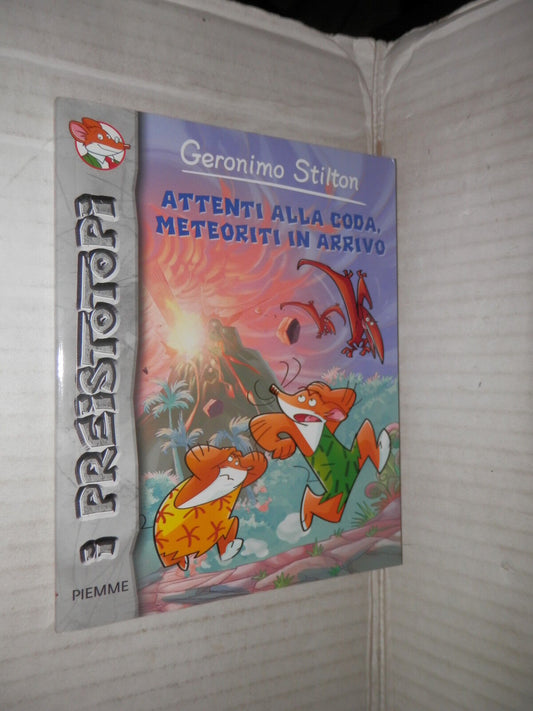 Geronimo Stilton
ATTENTI ALLA CODA,
METEORITI IN ARRIVO
I PREISTOTOPI
PIEMME